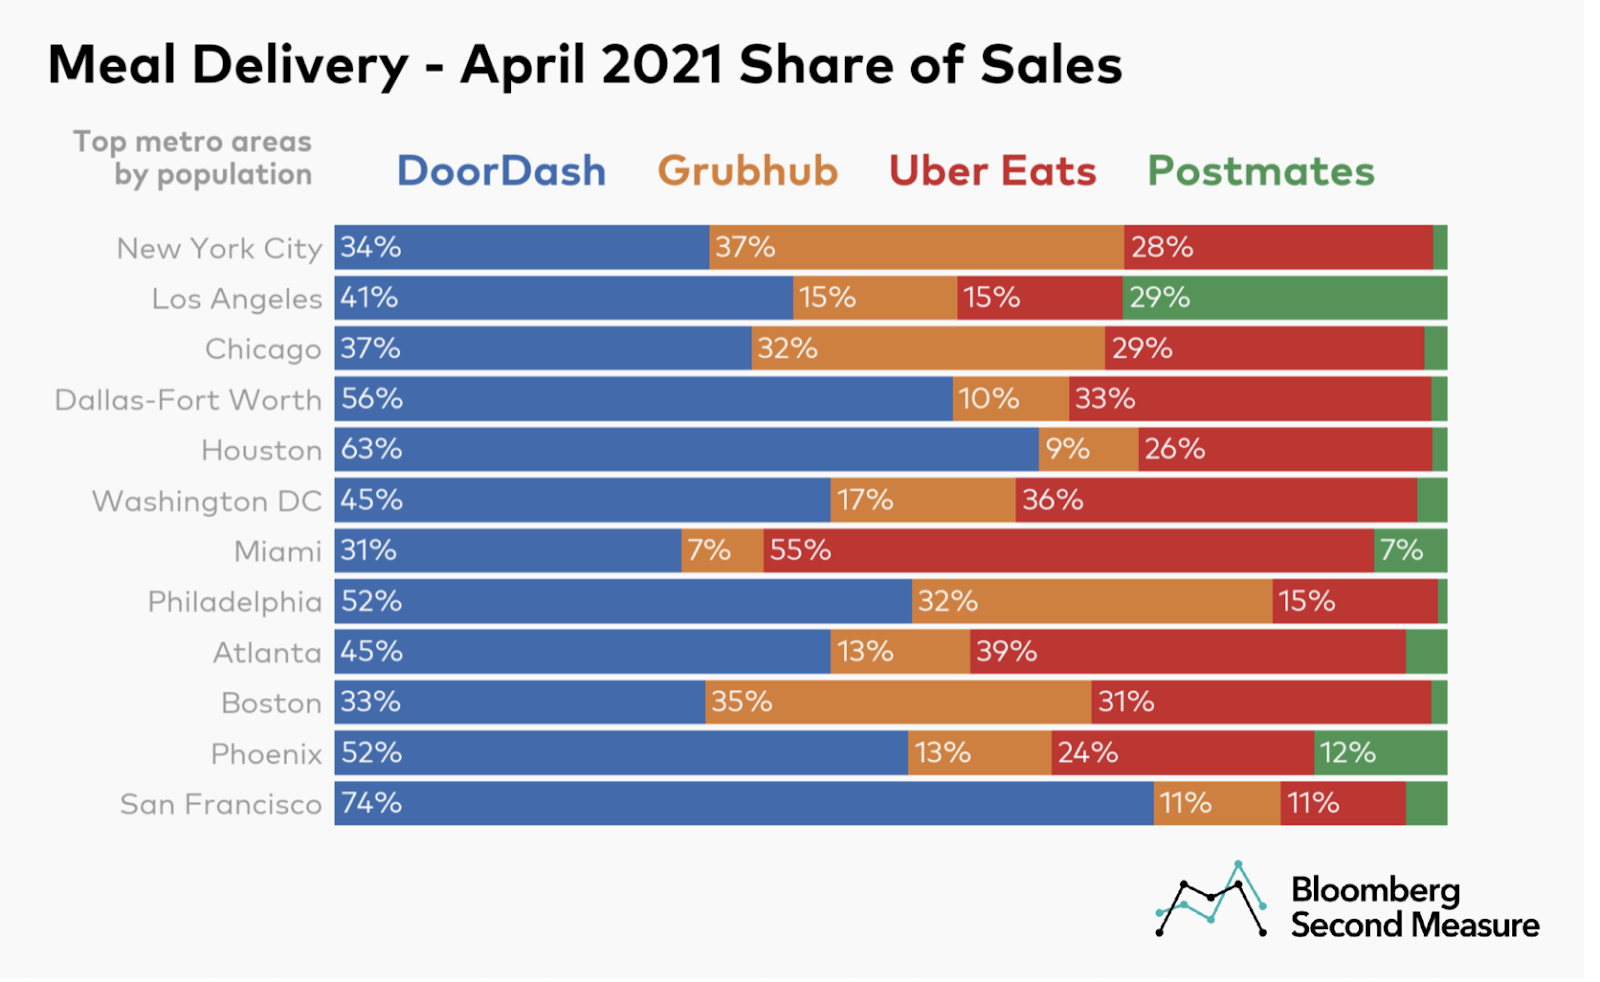 Meal Delivery - April 2021 Share of Sales
Top metro areas
by population
DoorDash Grubhub Uber Eats Postmates
New York City 34% 37% 28%
Los Angeles 41% 15% 15% 29%
Chicago 37% 32% 29%
Dallas-Fort Worth 56% 10% 33%
Houston 63% 9% 26%
Washington DC 45% 17% 36%
Miami 31% 7% 55% 7%
Philadelphia 52% 32% 15%
Atlanta 45% 13% 39%
Boston 33% 35% 31%
Phoenix 52% 13% 24% 12%
San Francisco 74% 11% 11%
Bloomberg
Second Measure